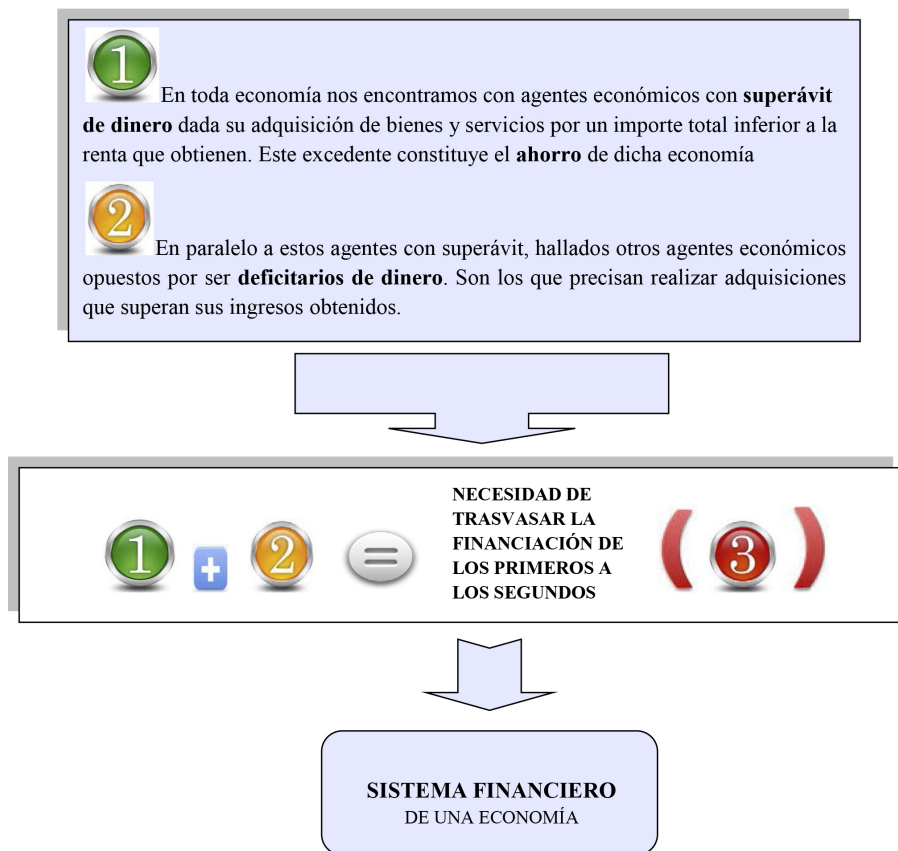 1 En toda economía nos encontramos con agentes económicos con superávit
de dinero dada su adquisición de bienes y servicios por un importe total inferior a la
renta que obtienen. Este excedente constituye el ahorro de dicha economía
2 En paralelo a estos agentes con superávit, hallados otros agentes económicos
opuestos por ser deficitarios de dinero. Son los que precisan realizar adquisiciones
que superan sus ingresos obtenidos.
1 + 2 =
NECESIDAD DE
TRASVASAR LA
FINANCIACIÓN DE
LOS PRIMEROS A
LOS SEGUNDOS
( 3 )
SISTEMA FINANCIERO
DE UNA ECONOMÍA